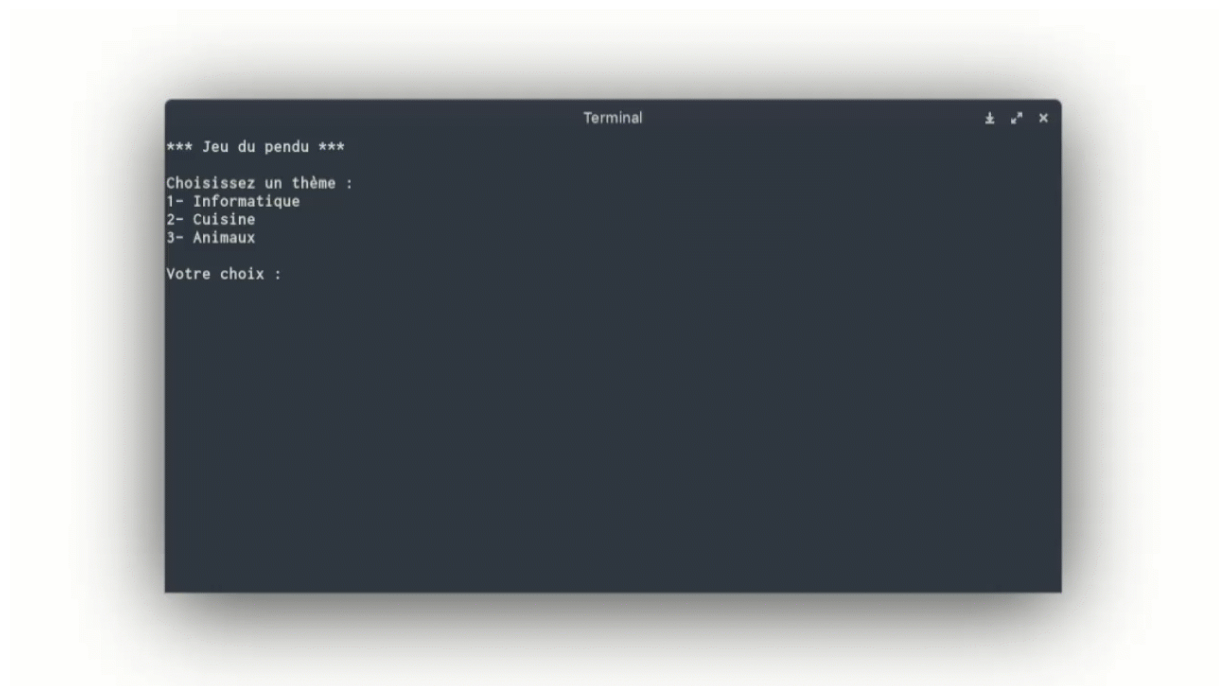 Terminal
*** Jeu du pendu ***
Choisissez un thème :
1- Informatique
2- Cuisine
3- Animaux
Votre choix :